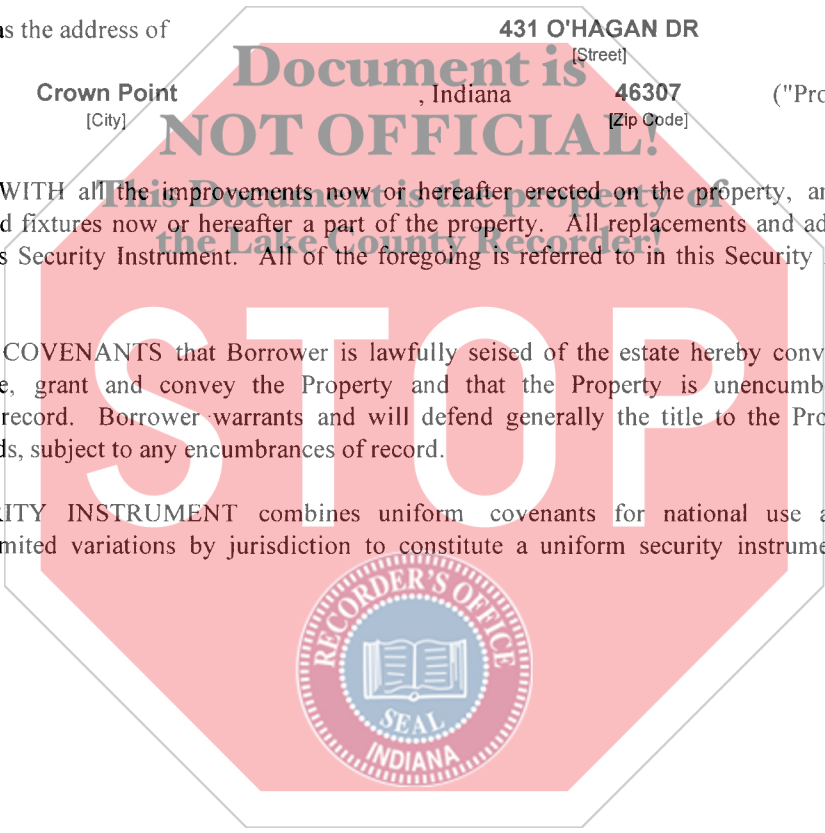 as the address of 431 O'HAGAN DR
[Street]
Crown Point , Indiana 46307 ("Pro
[City] [Zip Code]
Document is
NOT OFFICIAL!
This Document is the property of
the Lake County Recorder!
WITH all the improvements now or hereafter erected on the property, an
d fixtures now or hereafter a part of the property. All replacements and ad
s Security Instrument. All of the foregoing is referred to in this Security
STOP
COVENANTS that Borrower is lawfully seised of the estate hereby conv
e, grant and convey the Property and that the Property is unencumb
record. Borrower warrants and will defend generally the title to the Pro
ds, subject to any encumbrances of record.
RITY INSTRUMENT combines uniform covenants for national use a
mited variations by jurisdiction to constitute a uniform security instrume
RECORDER'S OFFICE
SEAL
INDIANA